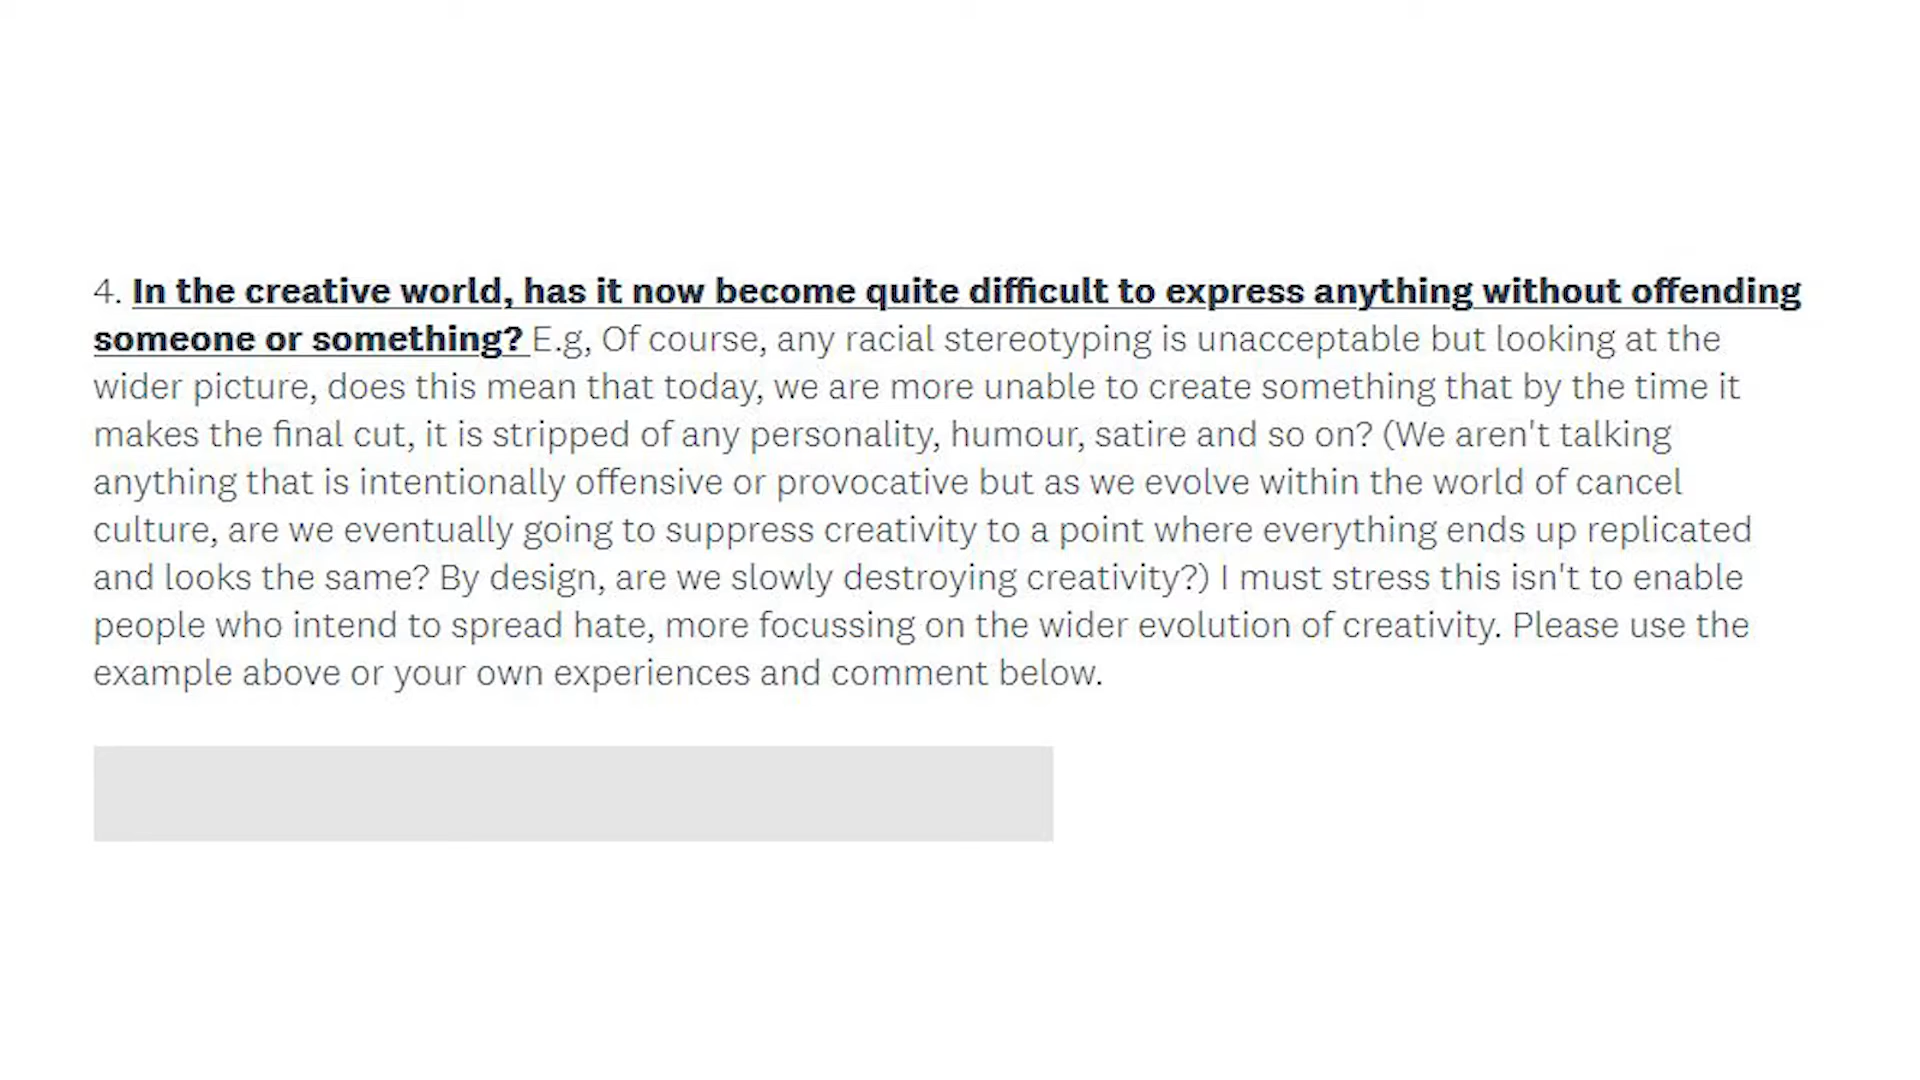 4. In the creative world, has it now become quite difficult to express anything without offending
someone or something? E.g, Of course, any racial stereotyping is unacceptable but looking at the
wider picture, does this mean that today, we are more unable to create something that by the time it
makes the final cut, it is stripped of any personality, humour, satire and so on? (We aren't talking
anything that is intentionally offensive or provocative but as we evolve within the world of cancel
culture, are we eventually going to suppress creativity to a point where everything ends up replicated
and looks the same? By design, are we slowly destroying creativity?) I must stress this isn't to enable
people who intend to spread hate, more focussing on the wider evolution of creativity. Please use the
example above or your own experiences and comment below.